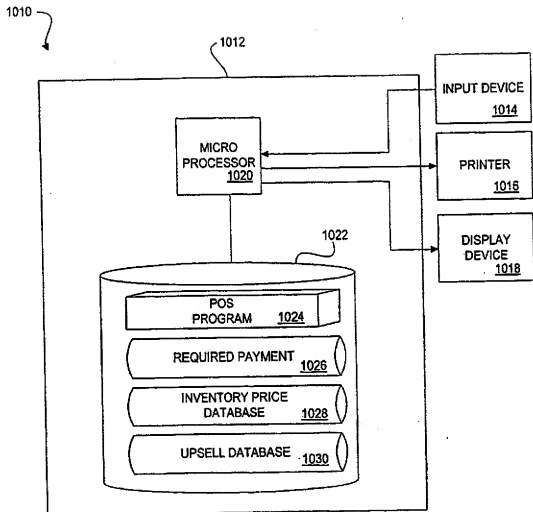 1010
1012
INPUT DEVICE
1014
MICRO
PROCESSOR
1020
PRINTER
1016
DISPLAY
DEVICE
1018
1022
POS
PROGRAM 1024
REQUIRED PAYMENT
1026
INVENTORY PRICE
DATABASE 1028
UPSELL DATABASE 1030